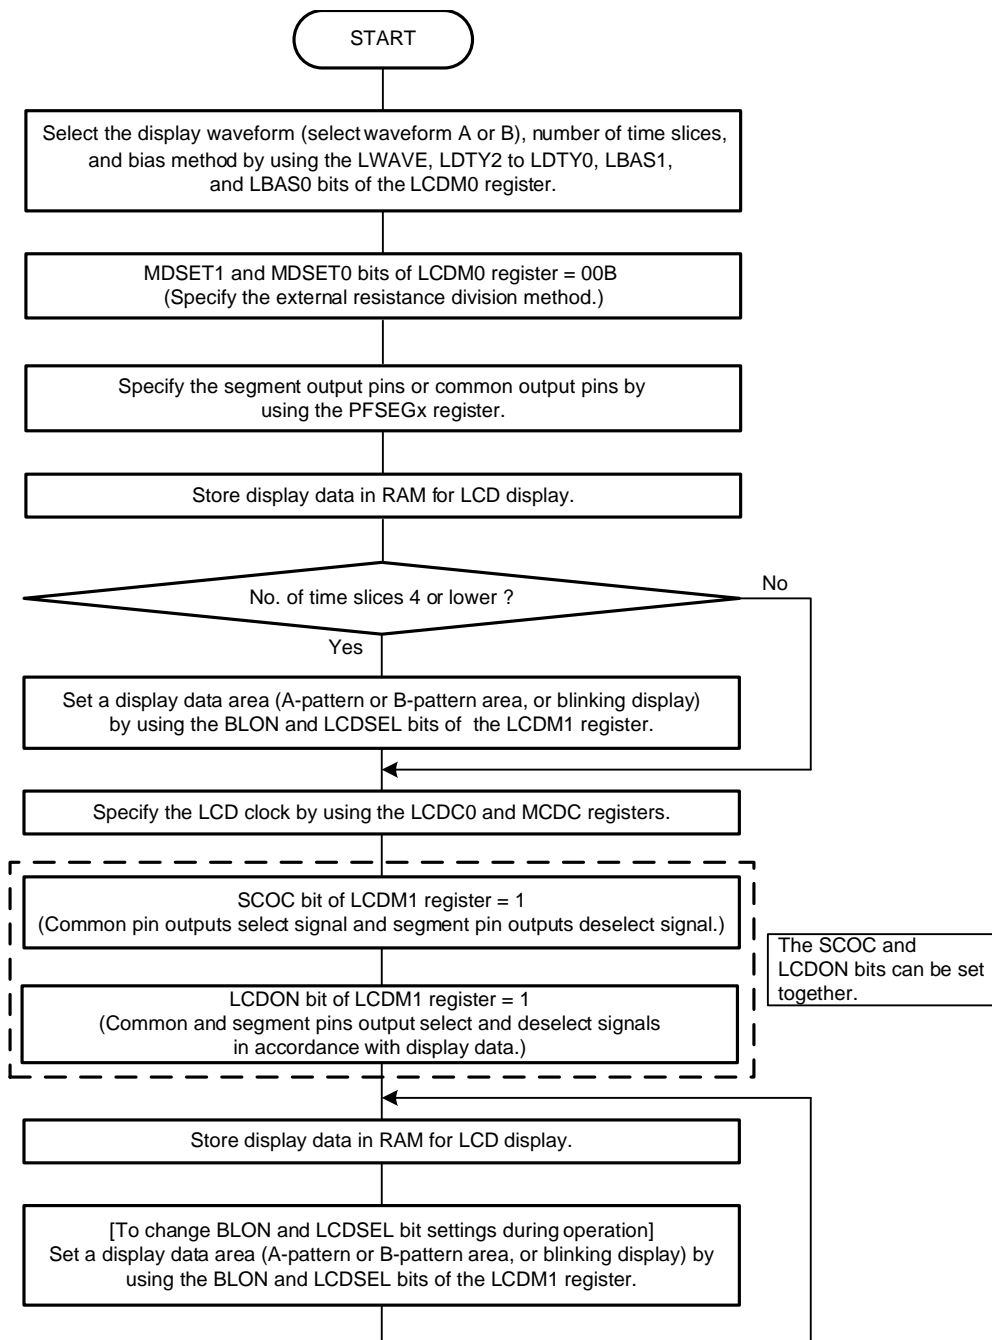 START
Select the display waveform (select waveform A or B), number of time slices,
and bias method by using the LWAVE, LDTY2 to LDTY0, LBAS1,
and LBAS0 bits of the LCDM0 register.
MDSET1 and MDSET0 bits of LCDM0 register = 00B
(Specify the external resistance division method.)
Specify the segment output pins or common output pins by
using the PFSEGx register.
Store display data in RAM for LCD display.
No. of time slices 4 or lower ?
No
Yes
Set a display data area (A-pattern or B-pattern area, or blinking display)
by using the BLON and LCDSEL bits of the LCDM1 register.
Specify the LCD clock by using the LCDC0 and MCDC registers.
SCOC bit of LCDM1 register = 1
(Common pin outputs select signal and segment pin outputs deselect signal.)
The SCOC and
LCDON bits can be set
together.
LCDON bit of LCDM1 register = 1
(Common and segment pins output select and deselect signals
in accordance with display data.)
Store display data in RAM for LCD display.
[To change BLON and LCDSEL bit settings during operation]
Set a display data area (A-pattern or B-pattern area, or blinking display) by
using the BLON and LCDSEL bits of the LCDM1 register.